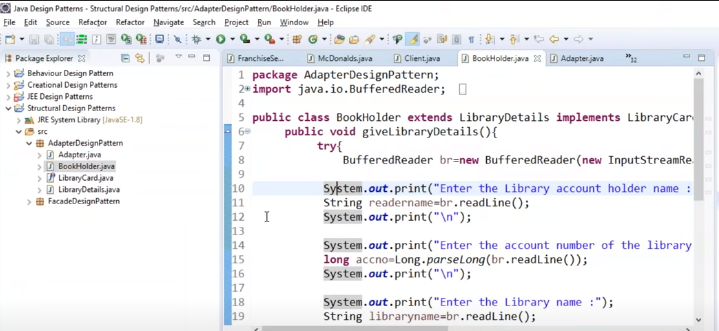 Java Design Patterns - Structural Design Patterns/src/AdapterDesignPattern/BookHolder.java - Eclipse IDE
File Edit Source Refactor Refactor Navigate Search Project Run Window Help
Package Explorer
FranchiseSe...
McDonalds.java
Client.java
BookHolder.java
Adapter.java
»32
Behaviour Design Pattern
Creational Design Patterns
JEE Design Patterns
Structural Design Patterns
JRE System Library [JavaSE-1.8]
src
AdapterDesignPattern
Adapter.java
BookHolder.java
LibraryCard.java
LibraryDetails.java
FacadeDesignPattern
1 package AdapterDesignPattern;
2 import java.io.BufferedReader;
5 public class BookHolder extends LibraryDetails implements LibraryCar
6 public void giveLibraryDetails(){
7 try{
8 BufferedReader br=new BufferedReader(new InputStreamRea
9
10 System.out.print("Enter the Library account holder name :
11 String readername=br.readLine();
12 System.out.print("\n");
13
14 System.out.print("Enter the account number of the library
15 long accno=Long.parseLong(br.readLine());
16 System.out.print("\n");
17
18 System.out.print("Enter the Library name :");
19 String libraryname=br.readLine();